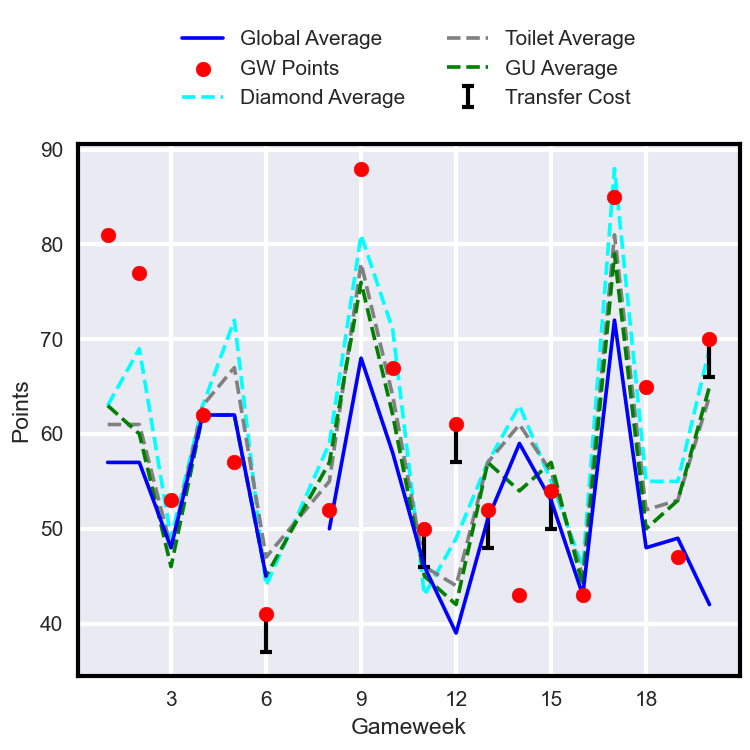 Global Average
GW Points
Diamond Average
Toilet Average
GU Average
Transfer Cost
90
80
70
60
50
40
Points
3 6 9 12 15 18
Gameweek